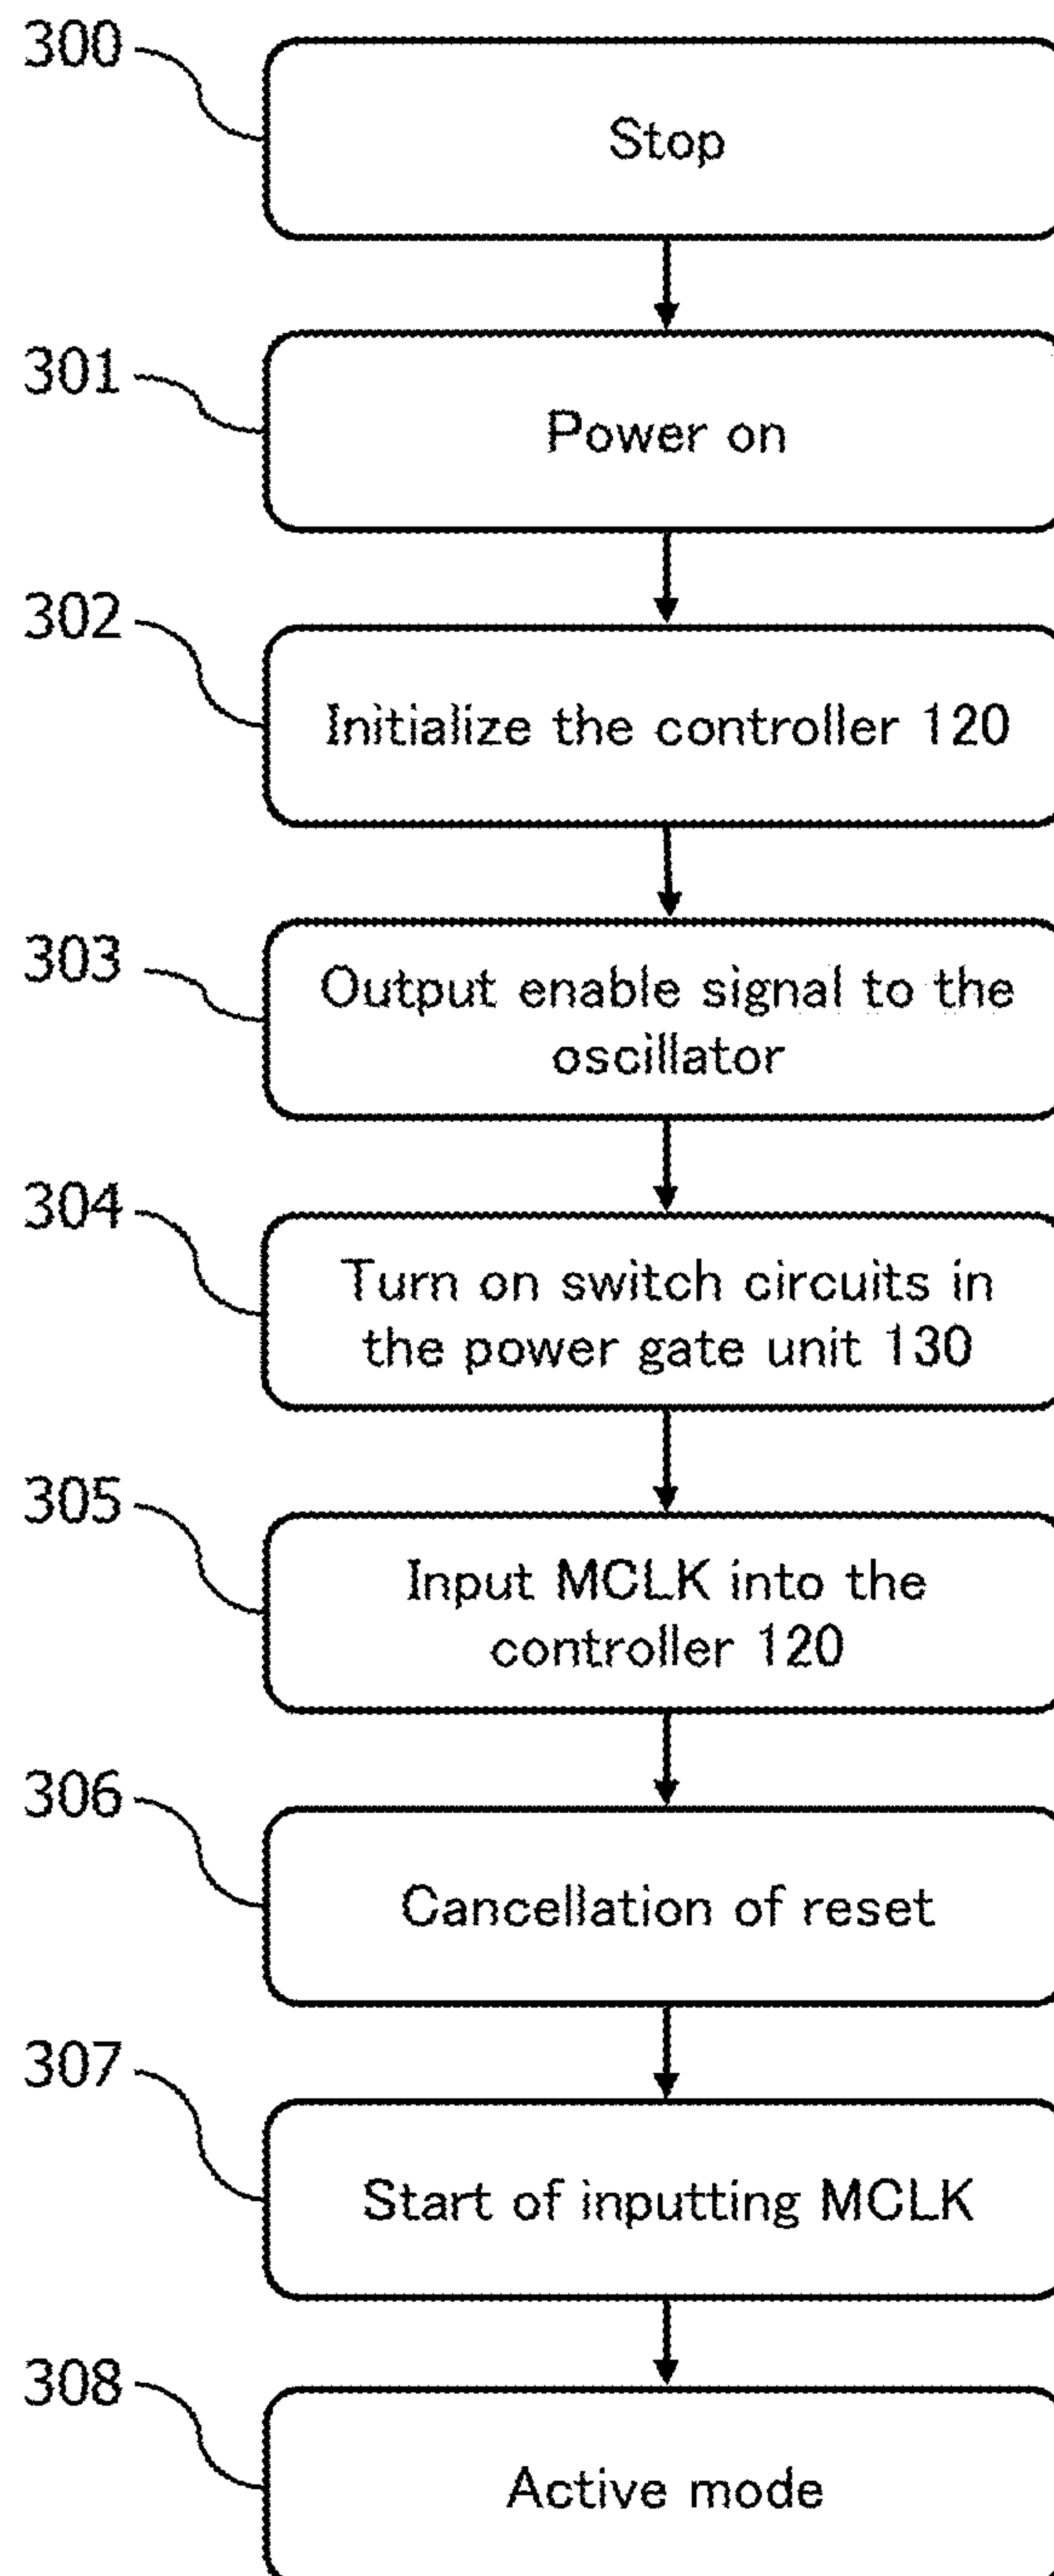 300
Stop
301
Power on
302
Initialize the controller 120
303
Output enable signal to the
oscillator
304
Turn on switch circuits in
the power gate unit 130
305
Input MCLK into the
controller 120
306
Cancellation of reset
307
Start of inputting MCLK
308
Active mode